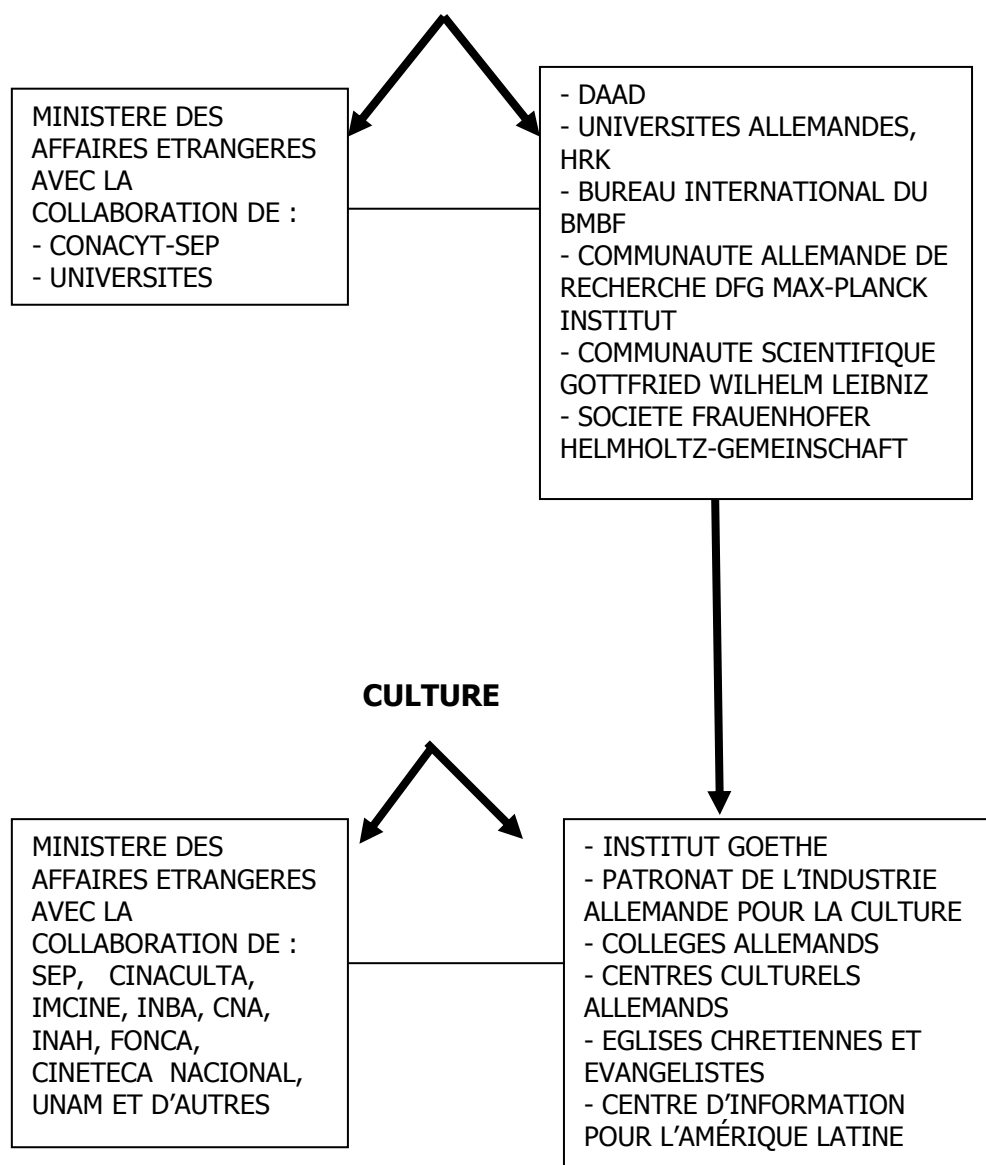 MINISTERE DES
AFFAIRES ETRANGERES
AVEC LA
COLLABORATION DE :
- CONACYT-SEP
- UNIVERSITES
- DAAD
- UNIVERSITES ALLEMANDES,
HRK
- BUREAU INTERNATIONAL DU
BMBF
- COMMUNAUTE ALLEMANDE DE
RECHERCHE DFG MAX-PLANCK
INSTITUT
- COMMUNAUTE SCIENTIFIQUE
GOTTFRIED WILHELM LEIBNIZ
- SOCIETE FRAUENHOFER
HELMHOLTZ-GEMEINSCHAFT
CULTURE
MINISTERE DES
AFFAIRES ETRANGERES
AVEC LA
COLLABORATION DE :
SEP, CINACULTA,
IMCINE, INBA, CNA,
INAH, FONCA,
CINETECA NACIONAL,
UNAM ET D'AUTRES
- INSTITUT GOETHE
- PATRONAT DE L'INDUSTRIE
ALLEMANDE POUR LA CULTURE
- COLLEGES ALLEMANDS
- CENTRES CULTURELS
ALLEMANDS
- EGLISES CHRETIENNES ET
EVANGELISTES
- CENTRE D'INFORMATION
POUR L'AMÉRIQUE LATINE